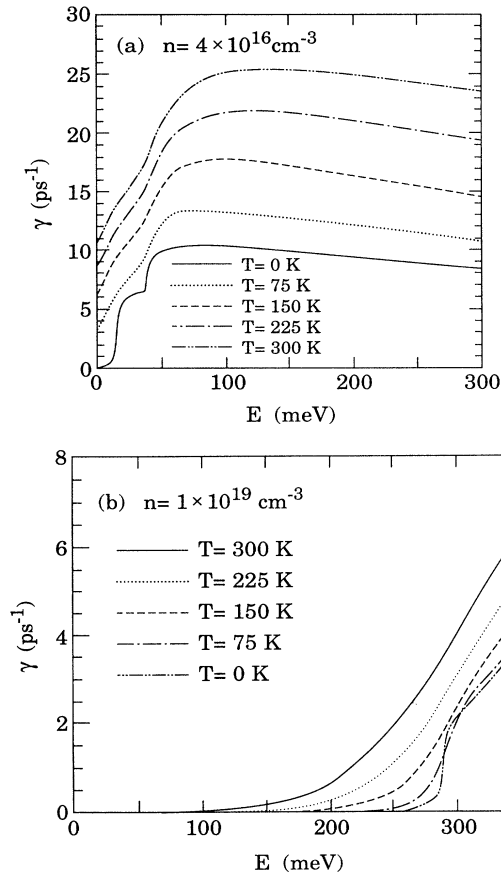 30
(a) n= 4×10¹⁶cm⁻³
25
20
γ (ps⁻¹)
15
10
T= 0 K
T= 75 K
5
T= 150 K
T= 225 K
T= 300 K
0
0 100 200 300
E (meV)
8
(b) n= 1×10¹⁹ cm⁻³
T= 300 K
6
T= 225 K
T= 150 K
γ (ps⁻¹)
4
T= 75 K
T= 0 K
2
0
0 100 200 300
E (meV)